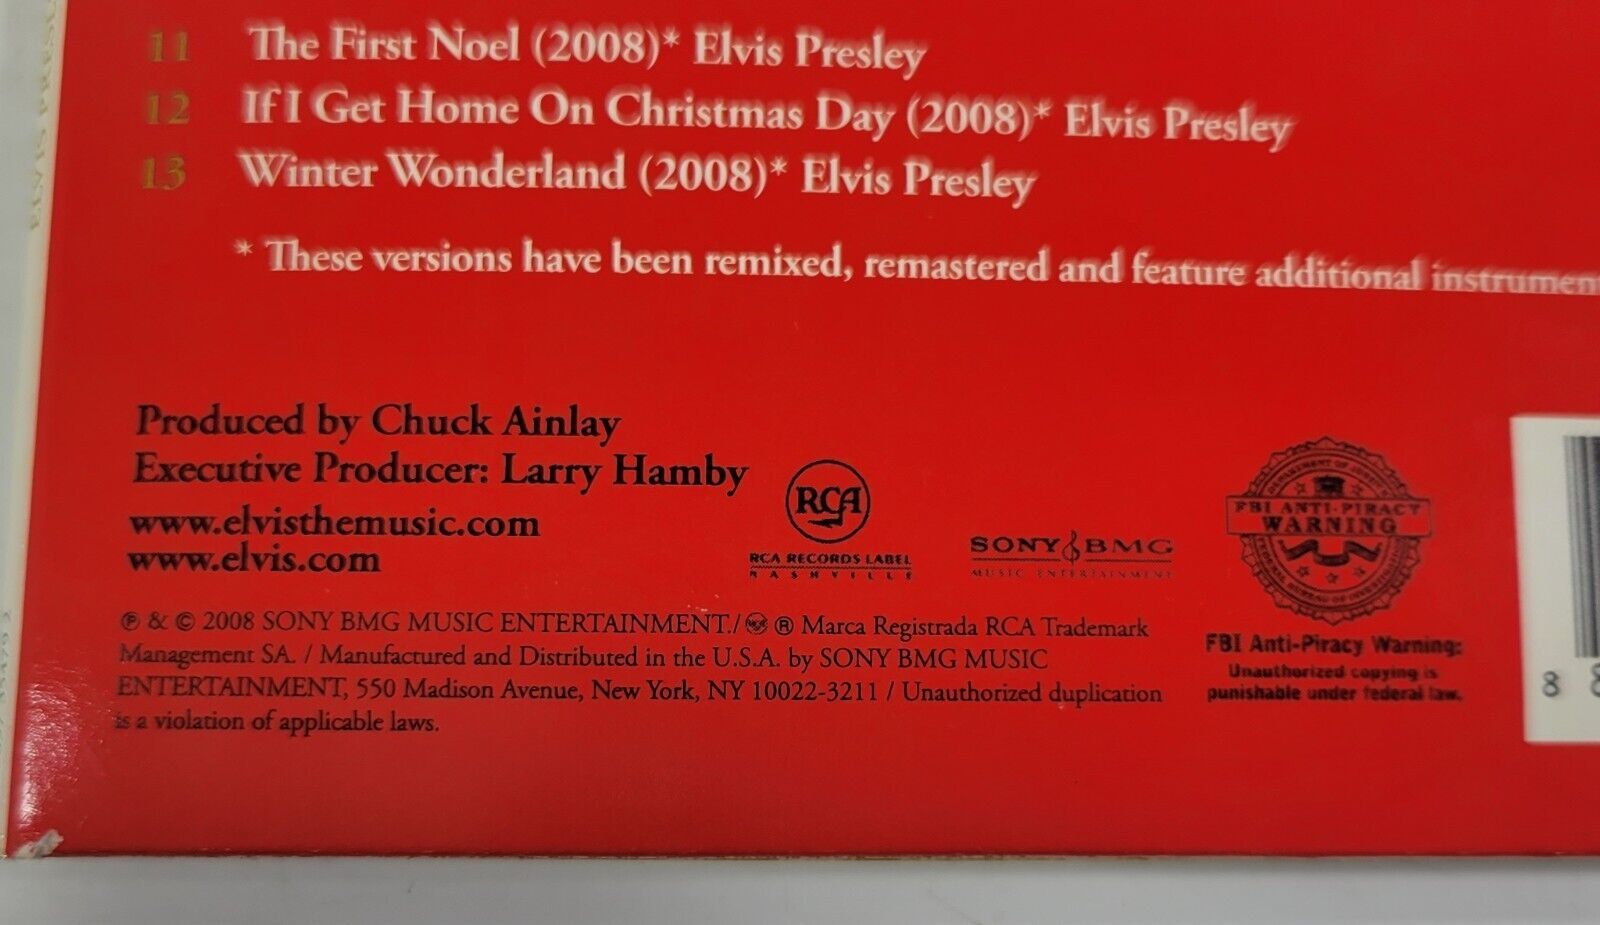 11 The First Noel (2008)* Elvis Presley
12 If I Get Home On Christmas Day (2008)* Elvis Presley
13 Winter Wonderland (2008)* Elvis Presley
* These versions have been remixed, remastered and feature additional instrumen
Produced by Chuck Ainlay
Executive Producer: Larry Hamby
www.elvisthemusic.com
www.elvis.com
RCA
RCA RECORDS LABEL
NASHVILLE
SONY BMG
MUSIC ENTERTAINMENT
FBI ANTI-PIRACY
WARNING
FBI Anti-Piracy Warning:
Unauthorized copying is
punishable under federal law.
℗ & © 2008 SONY BMG MUSIC ENTERTAINMENT./ ® Marca Registrada RCA Trademark
Management SA. / Manufactured and Distributed in the U.S.A. by SONY BMG MUSIC
ENTERTAINMENT, 550 Madison Avenue, New York, NY 10022-3211 / Unauthorized duplication
is a violation of applicable laws.
8 8
ELVIS PRES